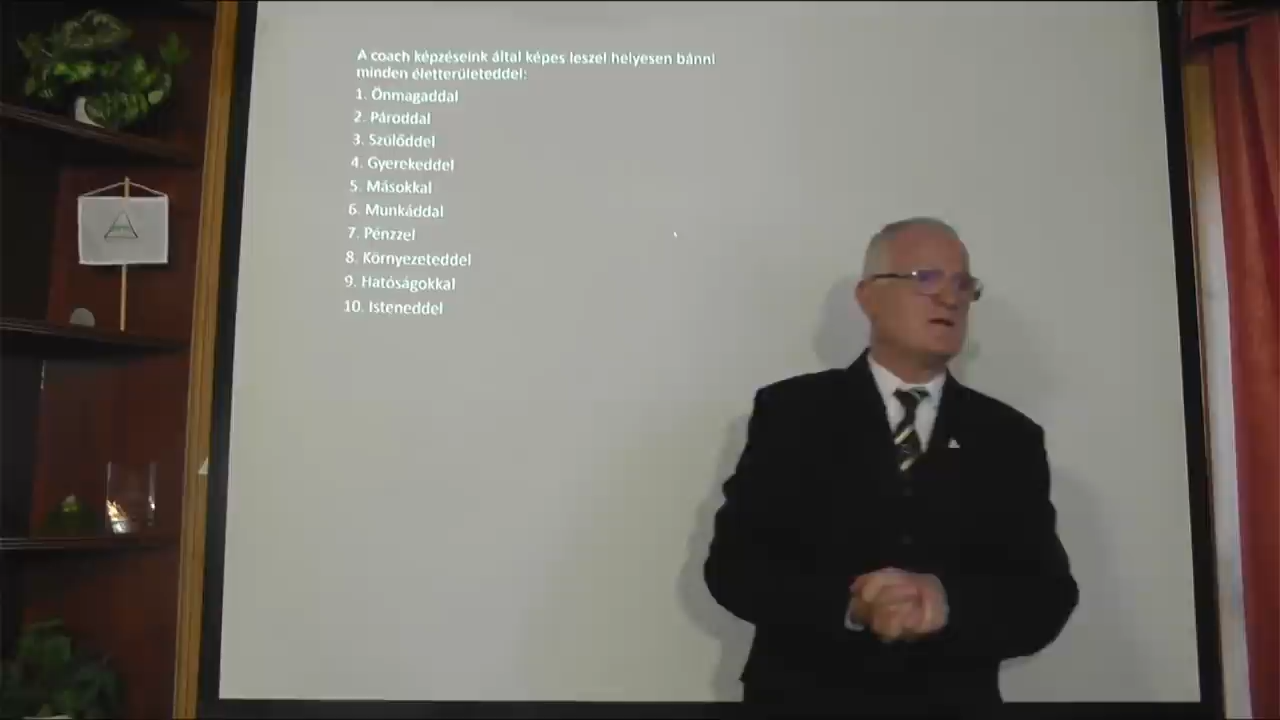 A coach képzéseink által képes leszel helyesen bánni
minden életterületeddel:
1. Önmagaddal
2. Pároddal
3. Szülőddel
4. Gyerekeddel
5. Másokkal
6. Munkáddal
7. Pénzzel
8. Környezeteddel
9. Hatóságokkal
10. Isteneddel